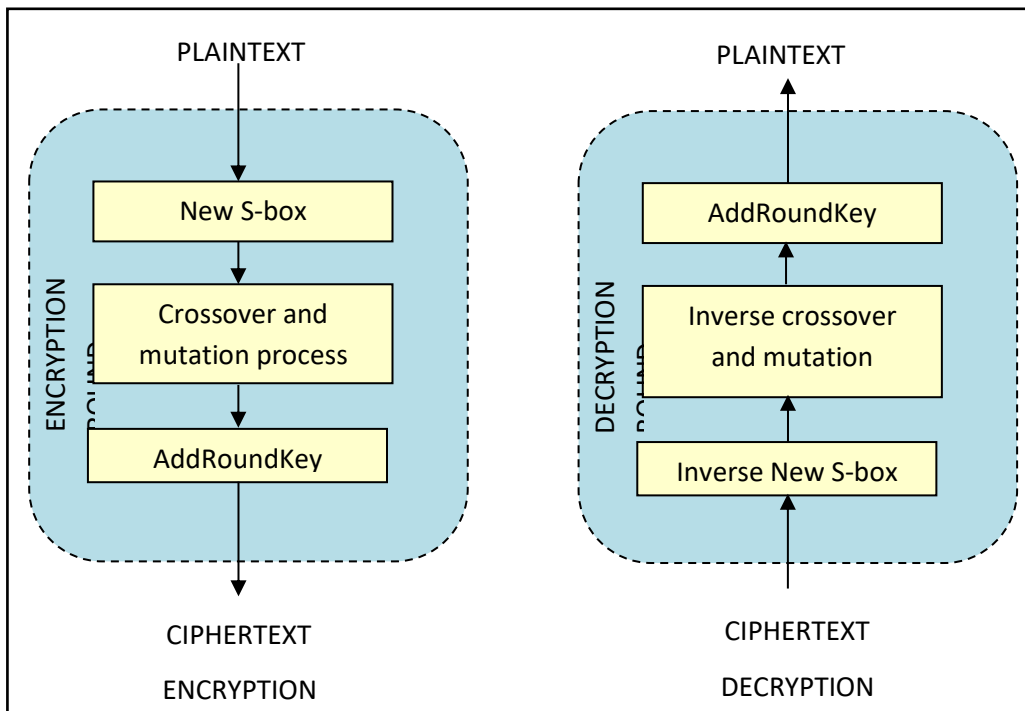 PLAINTEXT
New S-box
Crossover and
mutation process
AddRoundKey
ENCRYPTION
CIPHERTEXT
ENCRYPTION
PLAINTEXT
AddRoundKey
Inverse crossover
and mutation
Inverse New S-box
DECRYPTION
CIPHERTEXT
DECRYPTION